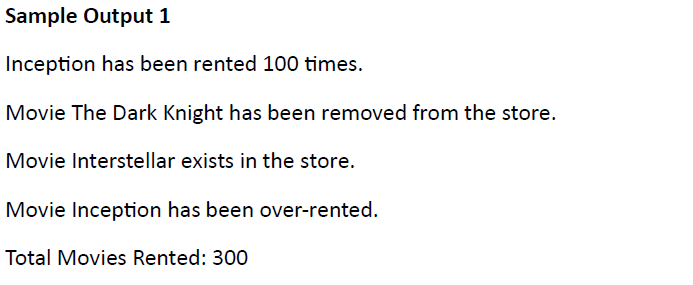 Sample Output 1
Inception has been rented 100 times.
Movie The Dark Knight has been removed from the store.
Movie Interstellar exists in the store.
Movie Inception has been over-rented.
Total Movies Rented: 300